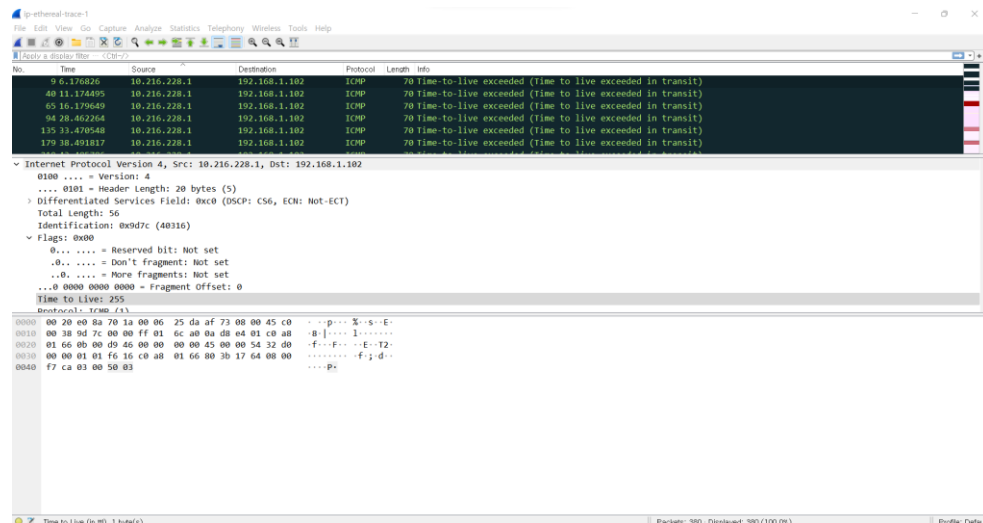 ip-ethereal-trace-1
File Edit View Go Capture Analyze Statistics Telephony Wireless Tools Help
Apply a display filter ... <Ctrl-/>
No. Time Source Destination Protocol Length Info
9 6.176826 10.216.228.1 192.168.1.102 ICMP 70 Time-to-live exceeded (Time to live exceeded in transit)
40 11.174495 10.216.228.1 192.168.1.102 ICMP 70 Time-to-live exceeded (Time to live exceeded in transit)
65 16.179649 10.216.228.1 192.168.1.102 ICMP 70 Time-to-live exceeded (Time to live exceeded in transit)
94 28.462264 10.216.228.1 192.168.1.102 ICMP 70 Time-to-live exceeded (Time to live exceeded in transit)
135 33.470548 10.216.228.1 192.168.1.102 ICMP 70 Time-to-live exceeded (Time to live exceeded in transit)
179 38.491817 10.216.228.1 192.168.1.102 ICMP 70 Time-to-live exceeded (Time to live exceeded in transit)
Internet Protocol Version 4, Src: 10.216.228.1, Dst: 192.168.1.102
0100 .... = Version: 4
.... 0101 = Header Length: 20 bytes (5)
Differentiated Services Field: 0xc0 (DSCP: CS6, ECN: Not-ECT)
Total Length: 56
Identification: 0x9d7c (40316)
Flags: 0x00
0... .... = Reserved bit: Not set
.0.. .... = Don't fragment: Not set
..0. .... = More fragments: Not set
...0 0000 0000 0000 = Fragment Offset: 0
Time to Live: 255
Protocol: ICMP (1)
0000 00 20 e0 8a 70 1a 00 06 25 da af 73 08 00 45 c0 · ··p··· %··s··E·
0010 00 38 9d 7c 00 00 ff 01 6c a0 0a d8 e4 01 c0 a8 ·8·|···· l·······
0020 01 66 0b 00 d9 46 00 00 00 00 45 00 00 54 32 d0 ·f···F·· ··E··T2·
0030 00 00 01 01 f6 16 c0 a8 01 66 80 3b 17 64 08 00 ········ ·f·;·d··
0040 f7 ca 03 00 50 03 ····P·
Time to Live (ip.ttl), 1 byte(s)
Packets: 380 · Displayed: 380 (100.0%)
Profile: Defa